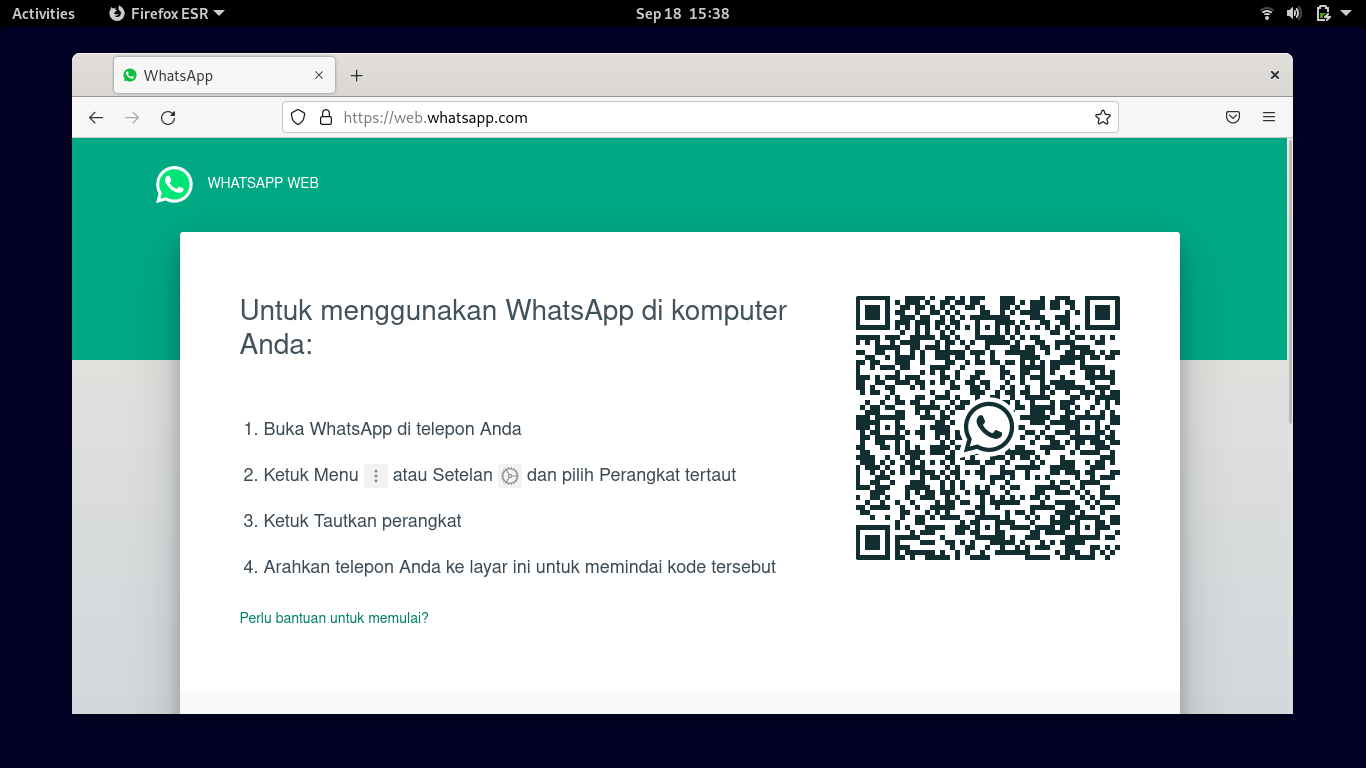 Activities Firefox ESR Sep 18 15:38
WhatsApp
https://web.whatsapp.com
WHATSAPP WEB
Untuk menggunakan WhatsApp di komputer
Anda:
1. Buka WhatsApp di telepon Anda
2. Ketuk Menu atau Setelan dan pilih Perangkat tertaut
3. Ketuk Tautkan perangkat
4. Arahkan telepon Anda ke layar ini untuk memindai kode tersebut
Perlu bantuan untuk memulai?